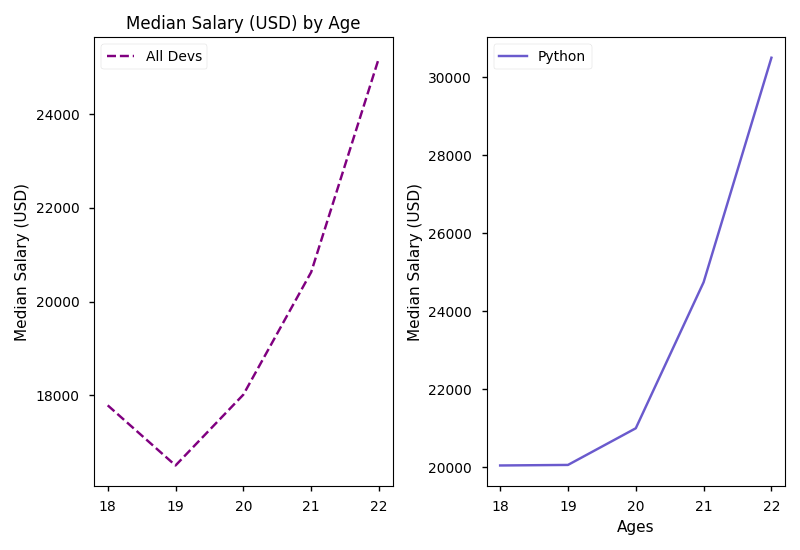 Median Salary (USD) by Age
All Devs
Median Salary (USD)
24000
22000
20000
18000
18 19 20 21 22
Python
Median Salary (USD)
30000
28000
26000
24000
22000
20000
18 19 20 21 22
Ages